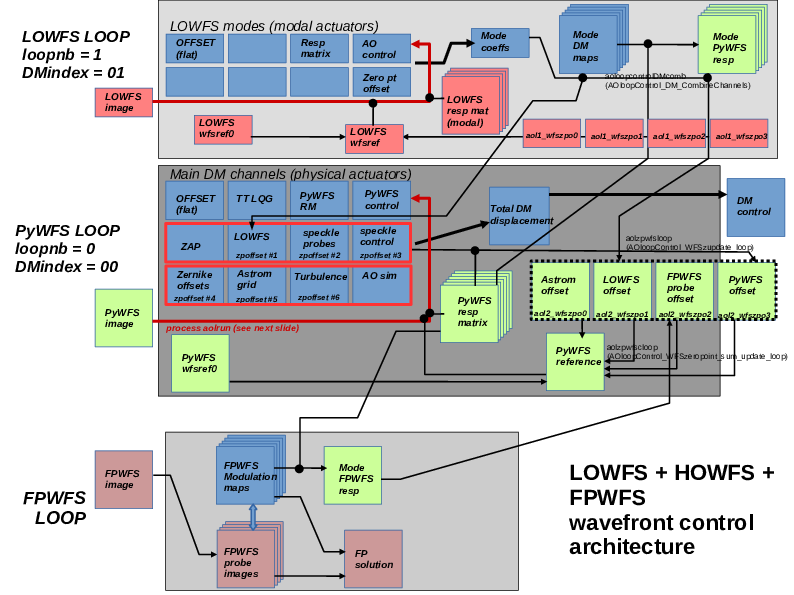 LOWFS LOOP
loopnb = 1
DMindex = 01
LOWFS
image
LOWFS modes (modal actuators)
OFFSET
(flat)
Resp
matrix
AO
control
Zero pt
offset
Mode
coeffs
Mode
DM
maps
Mode
PyWFS
resp
aoloopcontrolDMcomb
(AOloopControl_DM_CombineChannels)
LOWFS
resp mat
(modal)
LOWFS
wfsref0
LOWFS
wfsref
aol1_wfszpo0
aol1_wfszpo1
aol1_wfszpo2
aol1_wfszpo3
PyWFS LOOP
loopnb = 0
DMindex = 00
PyWFS
image
Main DM channels (physical actuators)
OFFSET
(flat)
TT LQG
PyWFS
RM
PyWFS
control
ZAP
LOWFS
zpoffset #1
speckle
probes
zpoffset #2
speckle
control
zpoffset #3
Zernike
offsets
zpoffset #4
Astrom
grid
zpoffset #5
Turbulence
zpoffset #6
AO sim
process aolrun (see next slide)
Total DM
displacement
DM
control
aolzpwfsloop
(AOloopControl_WFSzupdate_loop)
PyWFS
resp
matrix
Astrom
offset
aol2_wfszpo0
LOWFS
offset
aol2_wfszpo1
FPWFS
probe
offset
aol2_wfszpo2
PyWFS
offset
aol2_wfszpo3
PyWFS
wfsref0
PyWFS
reference
aolzpwfscloop
(AOloopControl_WFSzeropoint_sum_update_loop)
FPWFS
LOOP
FPWFS
image
FPWFS
Modulation
maps
Mode
FPWFS
resp
FPWFS
probe
images
FP
solution
LOWFS + HOWFS +
FPWFS
wavefront control
architecture